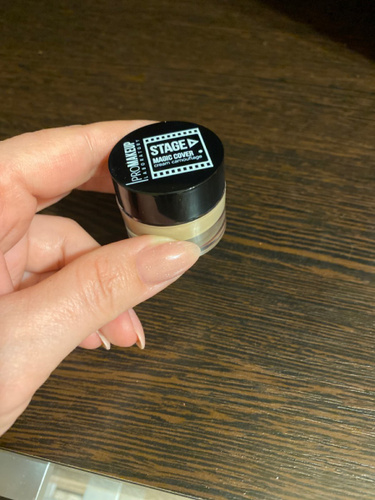 PROMAKEUP
LABORATORY
STAGE
MAGIC COVER
cream camouflage